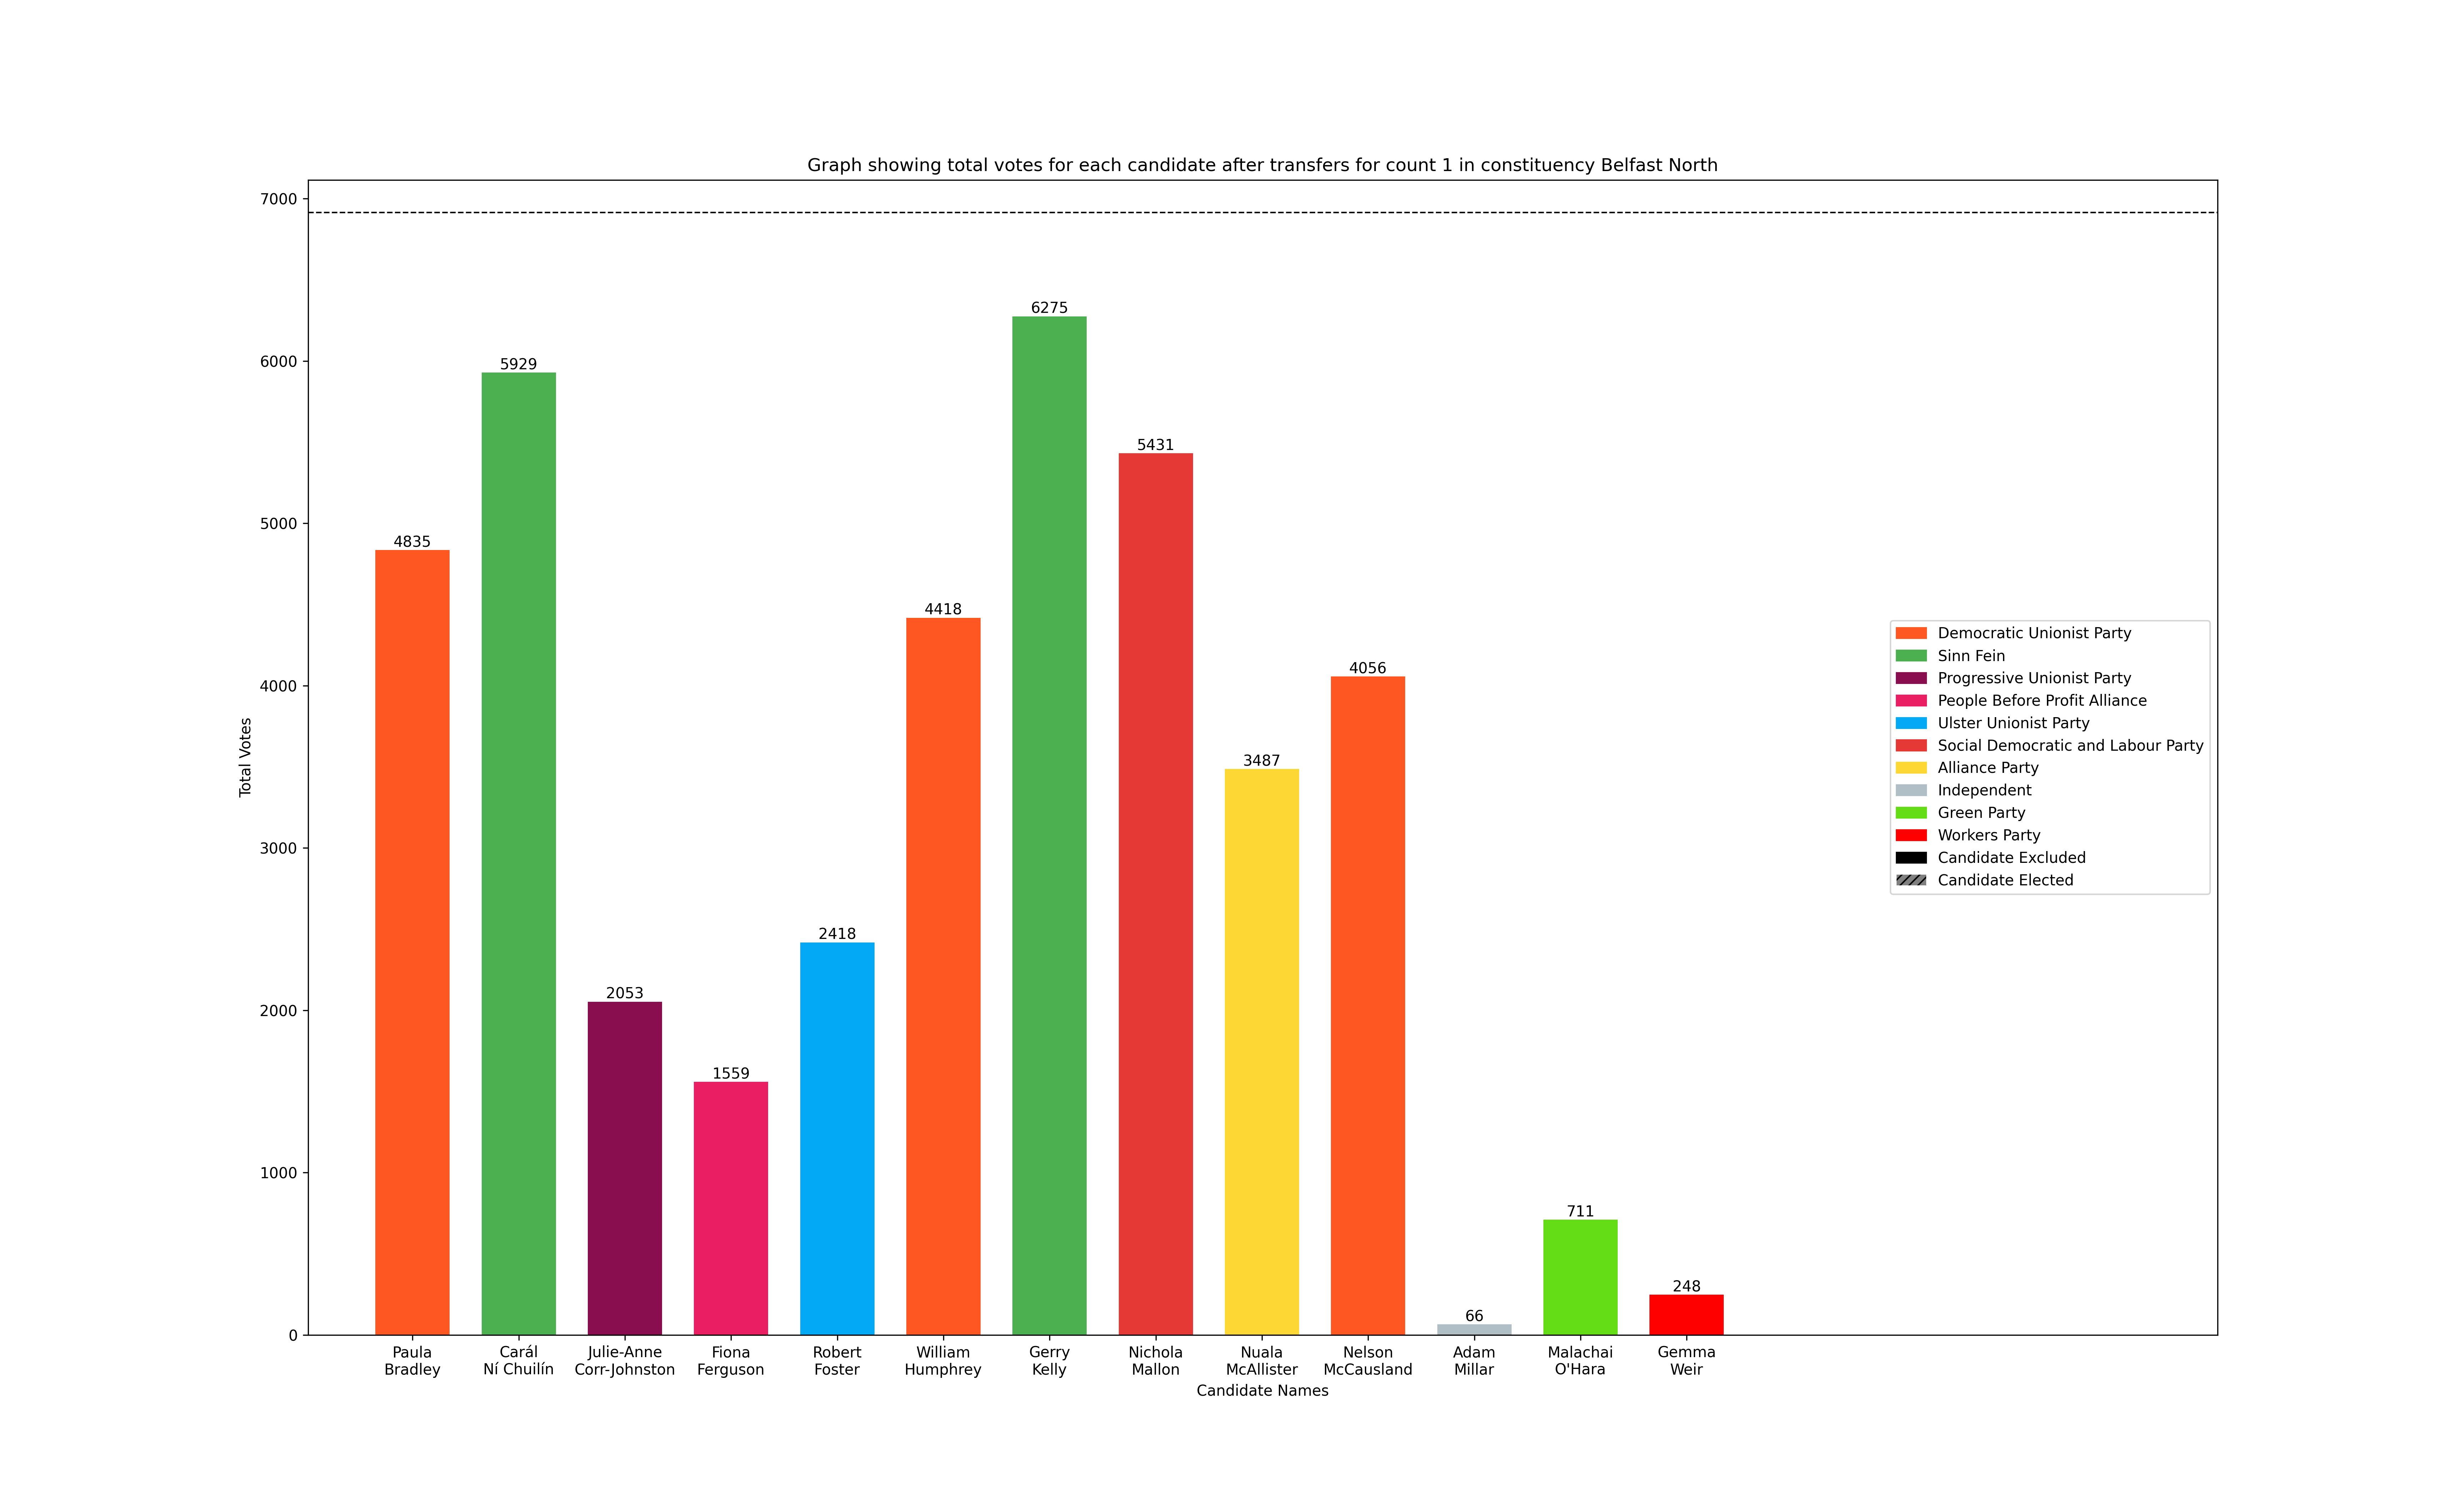 Graph showing total votes for each candidate after transfers for count 1 in constituency Belfast North
7000
6000
5000
4000
3000
2000
1000
0
Total Votes
4835
5929
2053
1559
2418
4418
6275
5431
3487
4056
66
711
248
Paula
Bradley
Carál
Ní Chuilín
Julie-Anne
Corr-Johnston
Fiona
Ferguson
Robert
Foster
William
Humphrey
Gerry
Kelly
Nichola
Mallon
Nuala
McAllister
Nelson
McCausland
Adam
Millar
Malachai
O'Hara
Gemma
Weir
Candidate Names
Democratic Unionist Party
Sinn Fein
Progressive Unionist Party
People Before Profit Alliance
Ulster Unionist Party
Social Democratic and Labour Party
Alliance Party
Independent
Green Party
Workers Party
Candidate Excluded
Candidate Elected